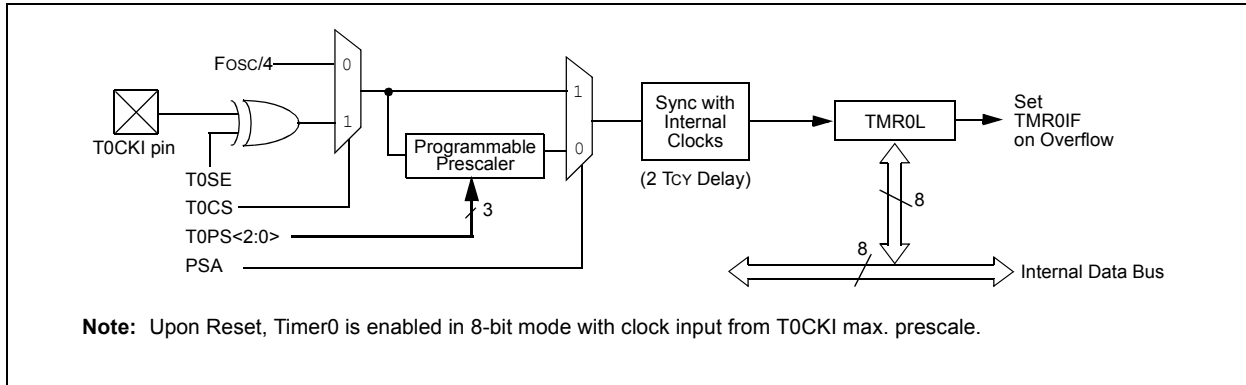 FOSC/4
0
1
T0CKI pin
T0SE
T0CS
T0PS<2:0>
PSA
Programmable
Prescaler
3
1
0
Sync with
Internal
Clocks
(2 TCY Delay)
TMR0L
Set
TMR0IF
on Overflow
8
8
Internal Data Bus
Note: Upon Reset, Timer0 is enabled in 8-bit mode with clock input from T0CKI max. prescale.